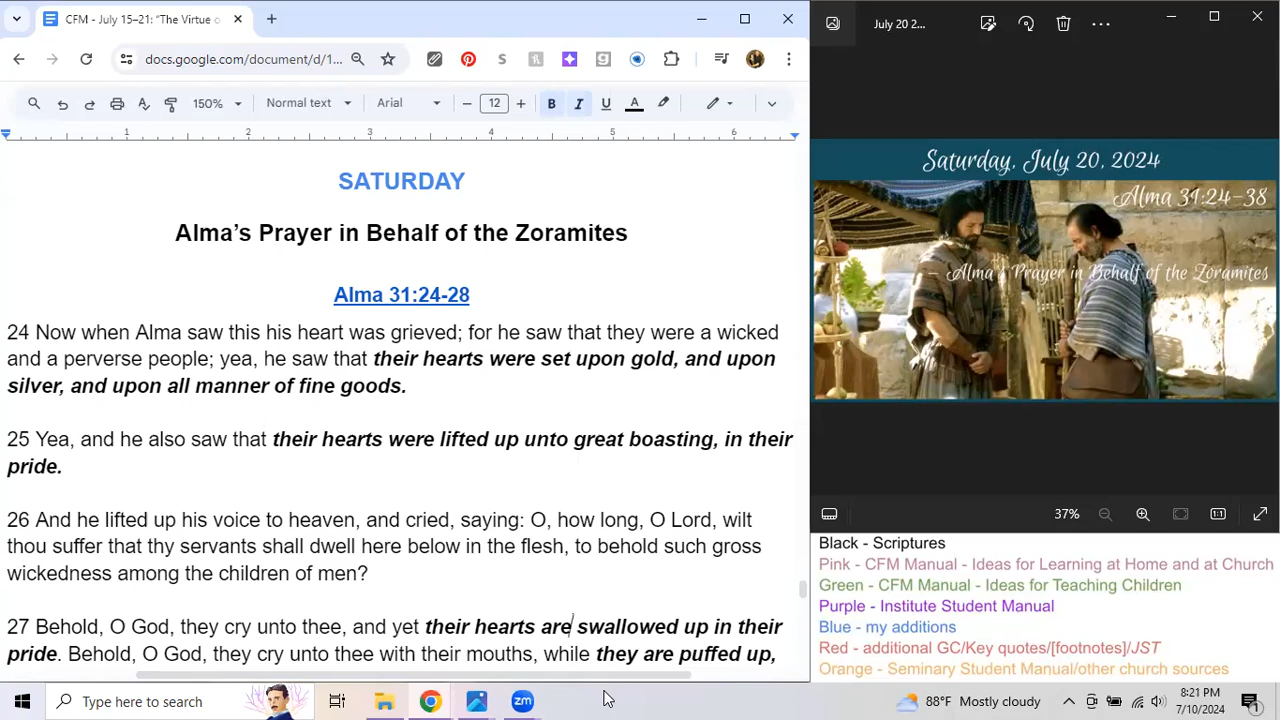 CFM - July 15–21: "The Virtue o
docs.google.com/document/d/1...
150%
Normal text
Arial
12
B
I
U
A
1
2
3
4
5
6
SATURDAY
Alma's Prayer in Behalf of the Zoramites
Alma 31:24-28
24 Now when Alma saw this his heart was grieved; for he saw that they were a wicked
and a perverse people; yea, he saw that their hearts were set upon gold, and upon
silver, and upon all manner of fine goods.
25 Yea, and he also saw that their hearts were lifted up unto great boasting, in their
pride.
26 And he lifted up his voice to heaven, and cried, saying: O, how long, O Lord, wilt
thou suffer that thy servants shall dwell here below in the flesh, to behold such gross
wickedness among the children of men?
27 Behold, O God, they cry unto thee, and yet their hearts are swallowed up in their
pride. Behold, O God, they cry unto thee with their mouths, while they are puffed up,
July 20 2...
Saturday, July 20, 2024
Alma 31:24-38
– Alma's Prayer in Behalf of the Zoramites
37%
1:1
Black - Scriptures
Pink - CFM Manual - Ideas for Learning at Home and at Church
Green - CFM Manual - Ideas for Teaching Children
Purple - Institute Student Manual
Blue - my additions
Red - additional GC/Key quotes/[footnotes]/JST
Orange - Seminary Student Manual/other church sources
Type here to search
zm
88°F Mostly cloudy
8:21 PM
7/10/2024
1